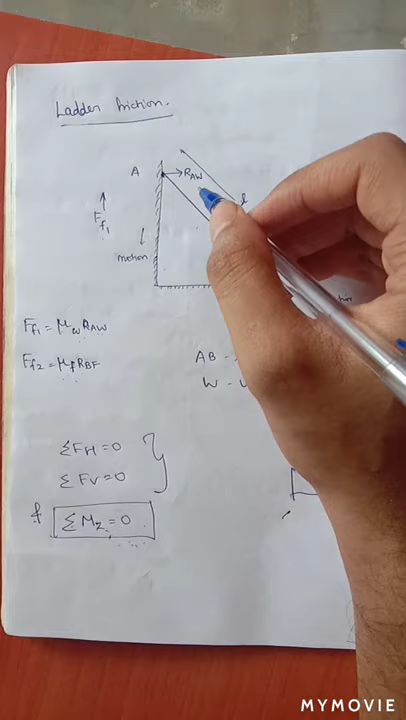 Ladder friction.
A
RAW
l
Ff1
motion
Ff1 = μw RAW
Ff2 = μf RBF
AB -
W -
ΣFH = 0
ΣFV = 0
& ΣMz = 0
MYMOVIE